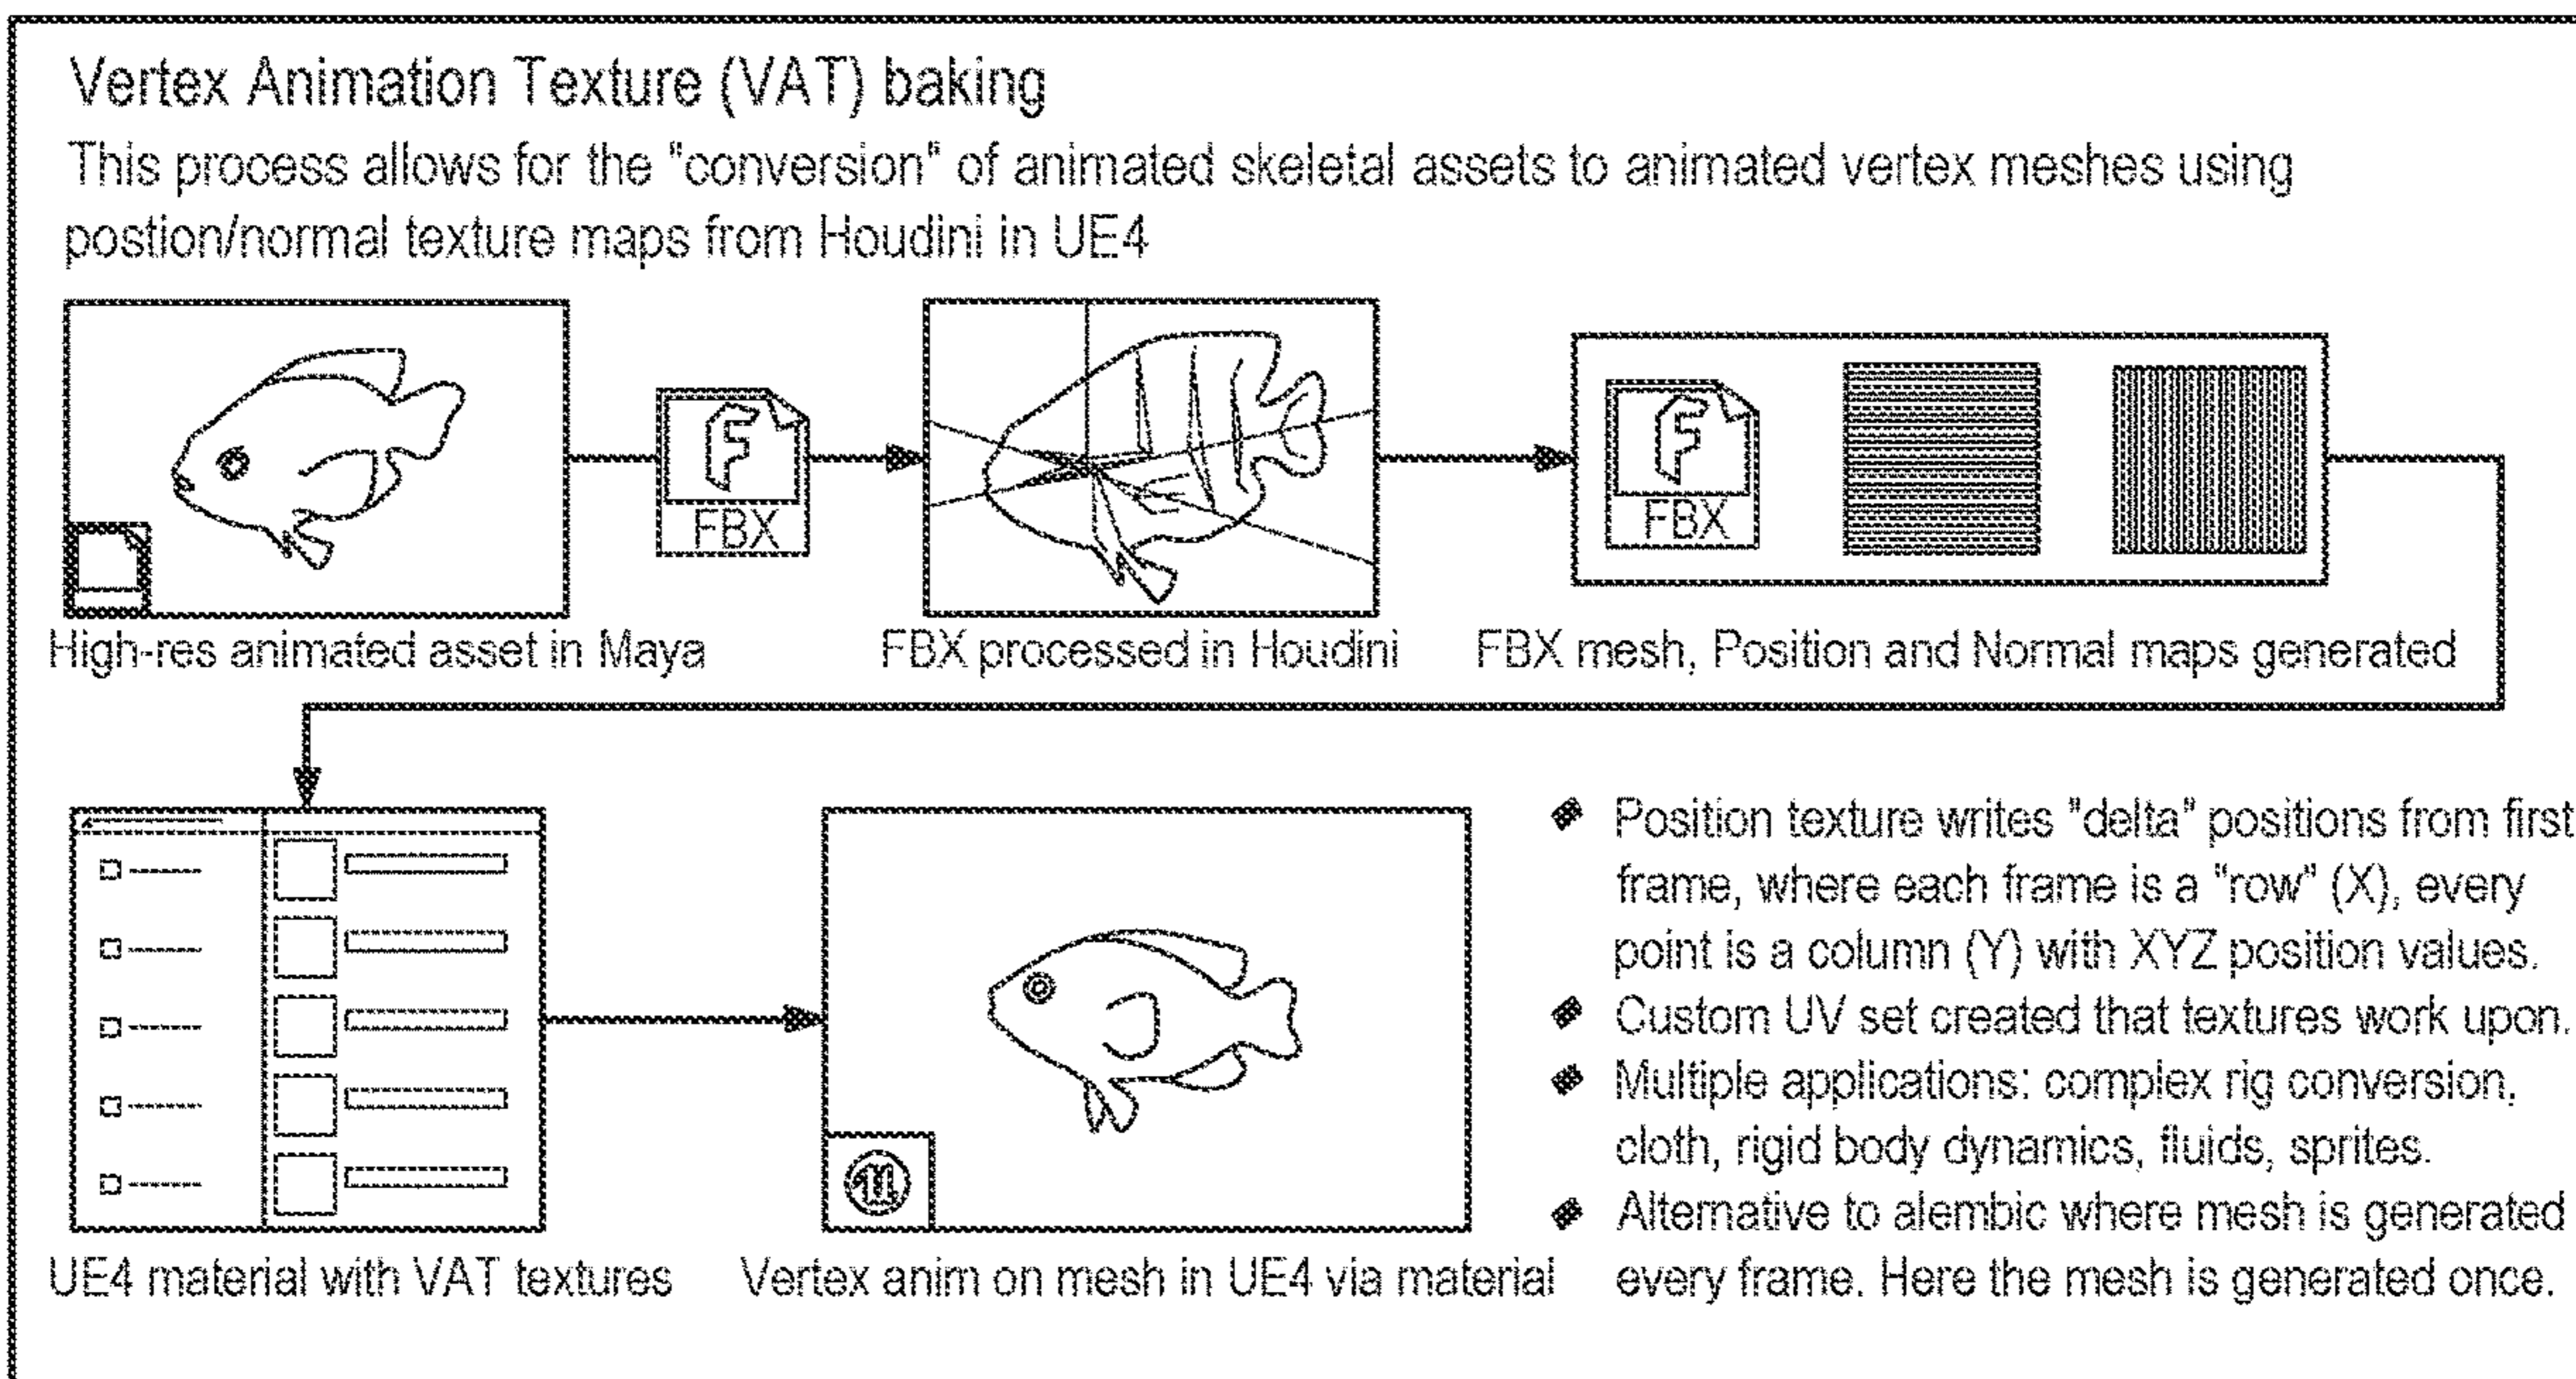 Vertex Animation Texture (VAT) baking
This process allows for the "conversion" of animated skeletal assets to animated vertex meshes using
postion/normal texture maps from Houdini in UE4
FBX
FBX
High-res animated asset in Maya
FBX processed in Houdini
FBX mesh, Position and Normal maps generated
UE4 material with VAT textures
Vertex anim on mesh in UE4 via material
Position texture writes "delta" positions from first
frame, where each frame is a "row" (X), every
point is a column (Y) with XYZ position values.
Custom UV set created that textures work upon.
Multiple applications: complex rig conversion,
cloth, rigid body dynamics, fluids, sprites.
Alternative to alembic where mesh is generated
every frame. Here the mesh is generated once.